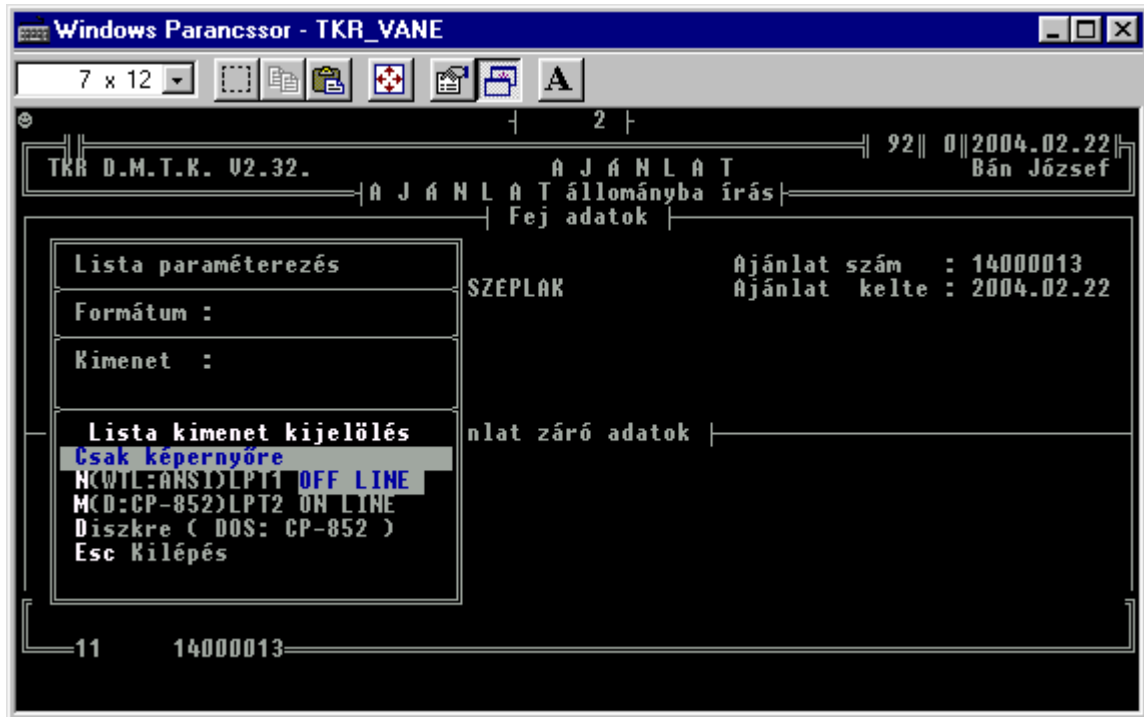 Windows Parancssor - TKR_VANE
7 x 12
A
2
92 0 2004.02.22
TKR D.M.T.K. V2.32. A J Á N L A T Bán József
A J Á N L A T állományba írás
Fej adatok
Lista paraméterezés
Ajánlat szám : 14000013
SZÉPLAK Ajánlat kelte : 2004.02.22
Formátum :
Kimenet :
Lista kimenet kijelölés nlat záró adatok
Csak képernyőre
N(WTL:ANSI)LPT1 OFF LINE
M(D:CP-852)LPT2 ON LINE
Diszkre ( DOS: CP-852 )
Esc Kilépés
11 14000013